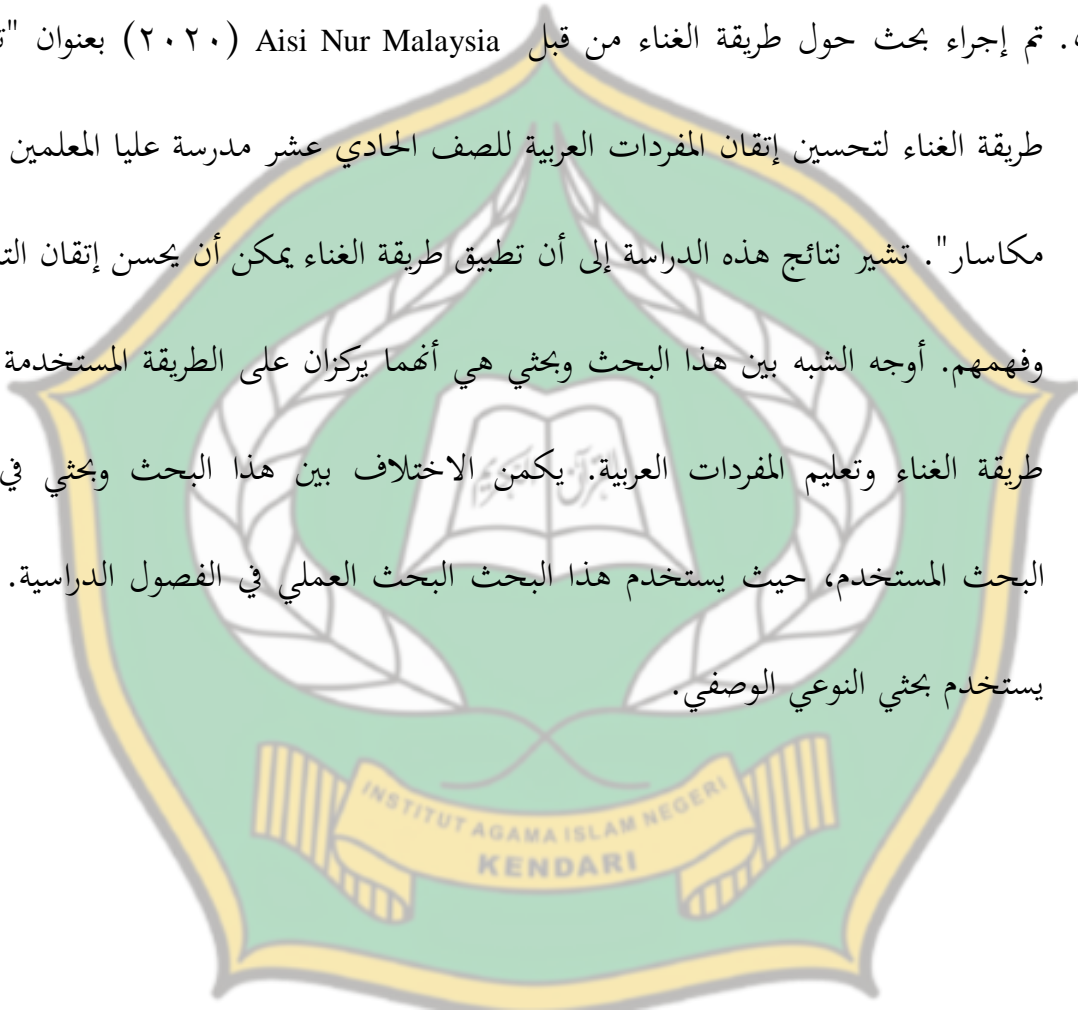 تم إجراء بحث حول طريقة الغناء من قبل Aisi Nur Malaysia (٢٠٢٠) بعنوان "
طريقة الغناء لتحسين إتقان المفردات العربية للصف الحادي عشر مدرسة عليا المعلمين
مكاسار". تشير نتائج هذه الدراسة إلى أن تطبيق طريقة الغناء يمكن أن يحسن إتقان
وفهمهم. أوجه الشبه بين هذا البحث وبحثي هي أنهما يركزان على الطريقة المستخدمة
طريقة الغناء وتعليم المفردات العربية. يكمن الاختلاف بين هذا البحث وبحثي في
البحث المستخدم، حيث يستخدم هذا البحث البحث العملي في الفصول الدراسية.
يستخدم بحثي النوعي الوصفي.
INSTITUT AGAMA ISLAM NEGERI
KENDARI